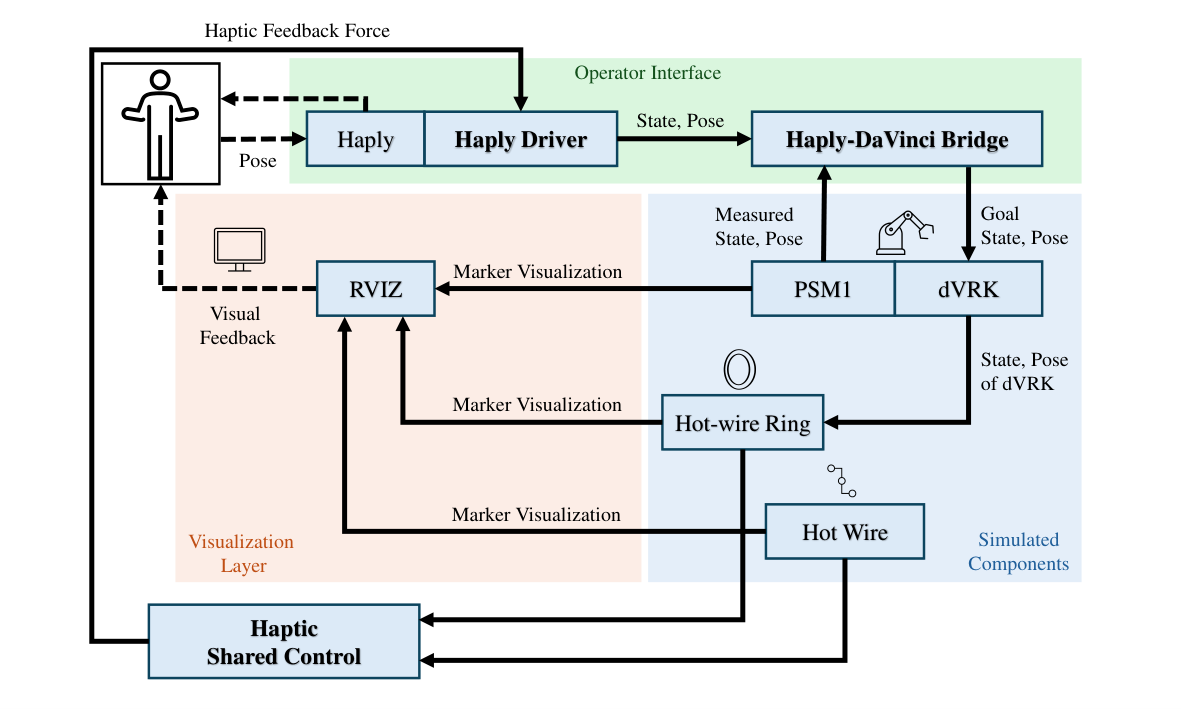 Haptic Feedback Force
Operator Interface
Haply
Haply Driver
State, Pose
Haply-DaVinci Bridge
Pose
Measured
State, Pose
Goal
State, Pose
Marker Visualization
RVIZ
PSM1
dVRK
Visual
Feedback
State, Pose
of dVRK
Marker Visualization
Hot-wire Ring
Marker Visualization
Hot Wire
Visualization
Layer
Simulated
Components
Haptic
Shared Control